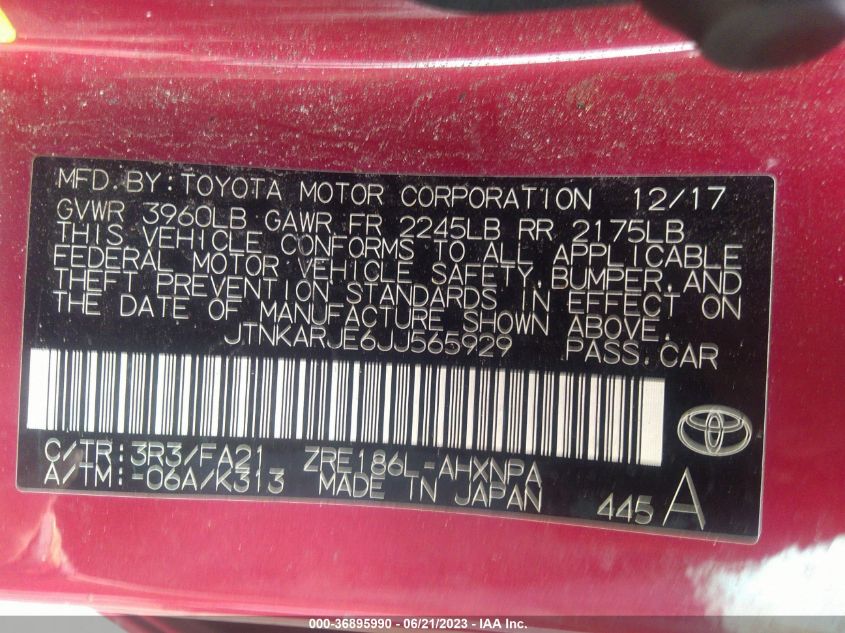 MFD. BY: TOYOTA MOTOR CORPORATION 12/17
GVWR 3960LB GAWR FR 2245LB RR 2175LB
THIS VEHICLE CONFORMS TO ALL APPLICABLE
FEDERAL MOTOR VEHICLE SAFETY, BUMPER, AND
THEFT PREVENTION STANDARDS IN EFFECT ON
THE DATE OF MANUFACTURE SHOWN ABOVE.
JTNKARJE6JJ565929 PASS. CAR
C/TR: 3R3/FA21 ZRE186L-AHXNPA
A/TM: -06A/K313 MADE IN JAPAN 445 A
000-36895990 - 06/21/2023 - IAA Inc.